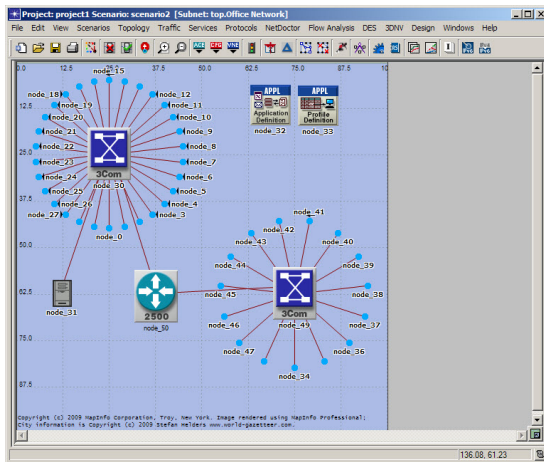 Project: project1 Scenario: scenario2 [Subnet: top.Office Network]
File Edit View Scenarios Topology Traffic Services Protocols NetDoctor Flow Analysis DES 3DNV Design Windows Help
0.0 12.5 25.0 37.5 50.0 62.5 75.0 87.5 10
node_15
node_18 node_12
12.5 node_19 node_11
node_20 node_10
node_21 node_9
node_22 node_8
25.0 node_23 node_7
3Com
node_24 node_30 node_6
node_25 node_5
37.5 node_26 node_4
node_27 node_3
node_0
APPL APPL
Application Definition Profile Definition
node_32 node_33
node_41
node_42
50.0 node_43 node_40
node_44 node_39
62.5 node_45 node_38
node_31 2500 3Com
node_50 node_46 node_49 node_37
75.0 node_47 node_36
node_34
87.5
Copyright (c) 2009 MapInfo Corporation, Troy, New York. Image rendered using MapInfo Professional;
City information is Copyright (c) 2009 Stefan Helders www.world-gazetteer.com.
136.08, 61.23